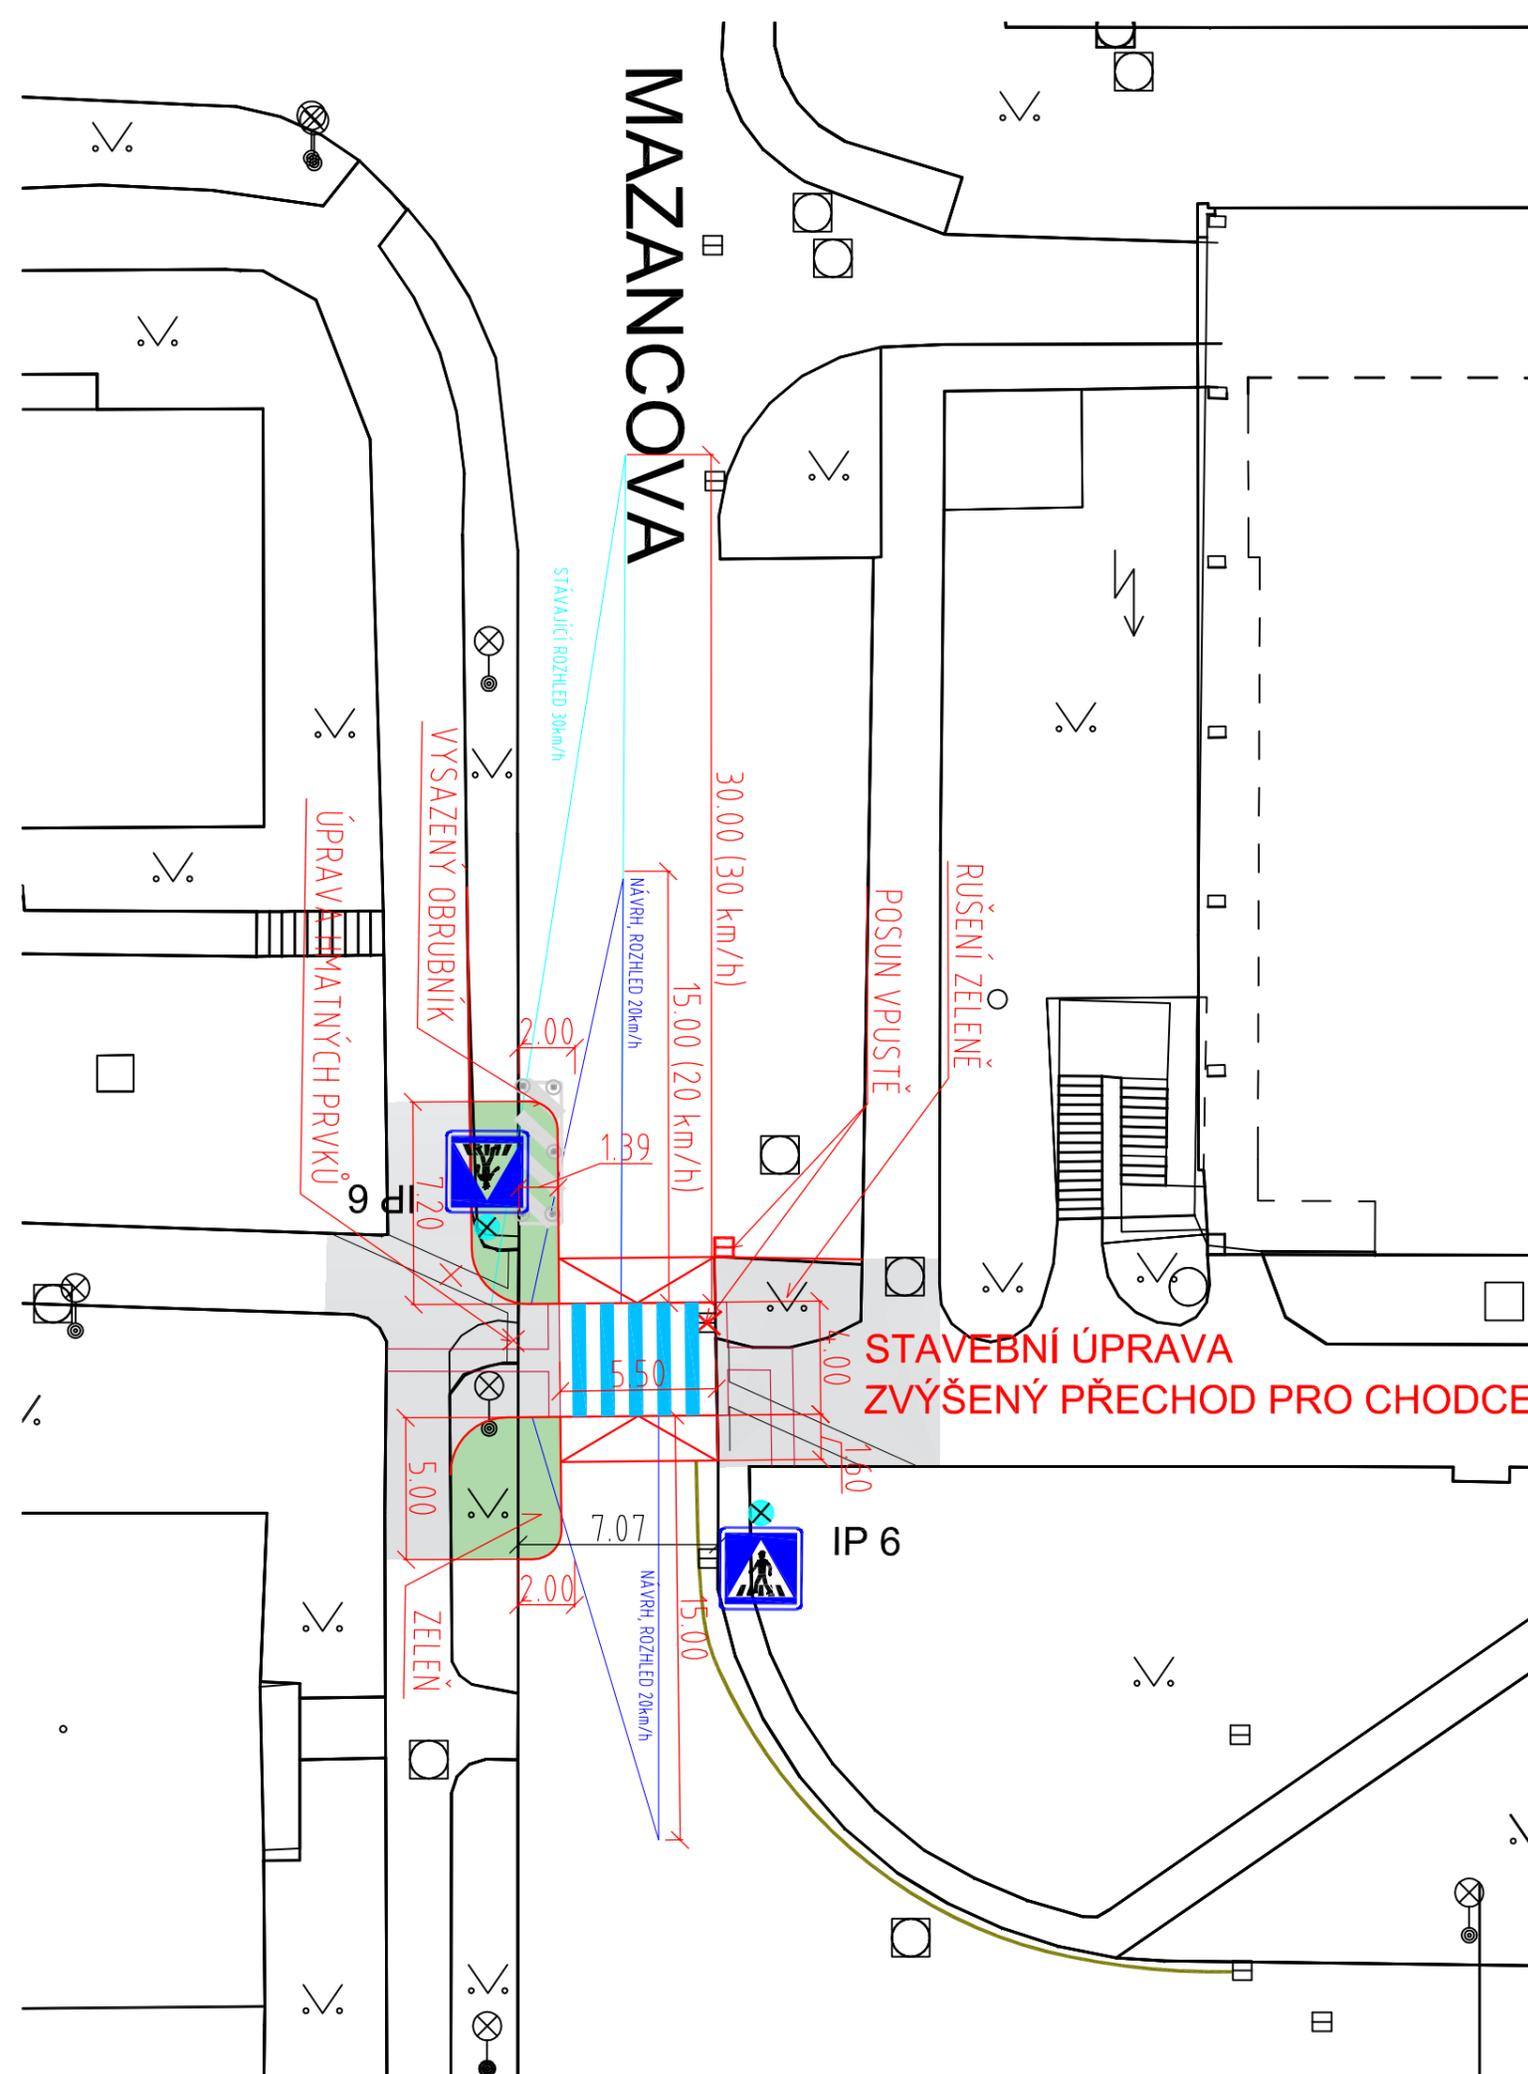 MAZANCOVA
STÁVAJÍCÍ ROZHLED 30km/h
VYSAZENÝ OBRUBNÍK
ÚPRAVA HMATNÝCH PRVKŮ
30.00 (30 km/h)
NÁVRH, ROZHLED 20km/h
15.00 (20 km/h)
POSUN VPUSTĚ
RUŠENÍ ZELENĚ
2.00
1.39
7.20
IP 6
4.00
5.50
STAVEBNÍ ÚPRAVA
ZVÝŠENÝ PŘECHOD PRO CHODCE
1.60
5.00
7.07
IP 6
2.00
ZELEŇ
NÁVRH, ROZHLED 20km/h
15.00